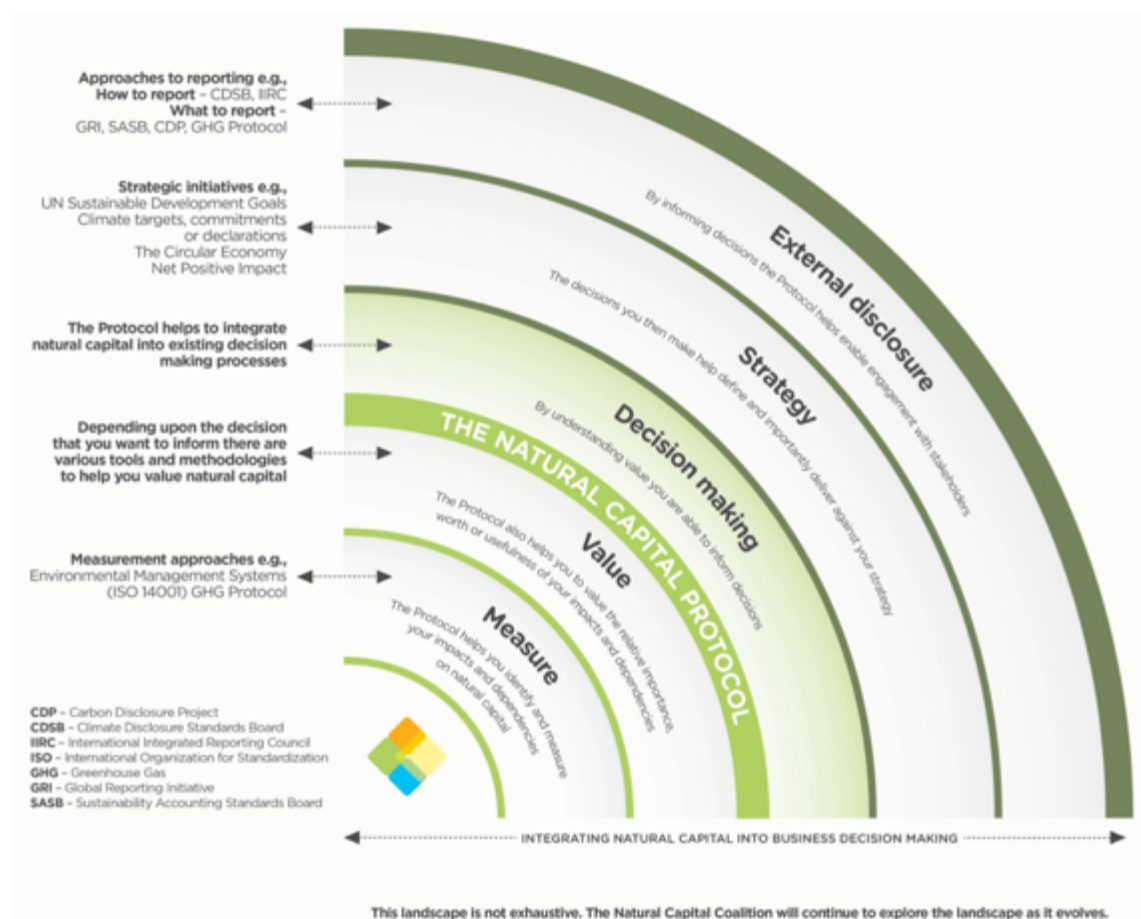 Approaches to reporting e.g.,
How to report – CDSB, IIRC
What to report –
GRI, SASB, CDP, GHG Protocol
Strategic initiatives e.g.,
UN Sustainable Development Goals
Climate targets, commitments
or declarations
The Circular Economy
Net Positive Impact
The Protocol helps to integrate
natural capital into existing decision
making processes
Depending upon the decision
that you want to inform there are
various tools and methodologies
to help you value natural capital
Measurement approaches e.g.,
Environmental Management Systems
(ISO 14001) GHG Protocol
External disclosure
By informing decisions the Protocol helps enable engagement with stakeholders
Strategy
The decisions you then make help define and importantly deliver against your strategy
Decision making
By understanding value you are able to inform decisions
THE NATURAL CAPITAL PROTOCOL
Value
The Protocol also helps you to value the relative importance,
worth or usefulness of your impacts and dependencies
Measure
The Protocol helps you identify and measure
your impacts and dependencies
on natural capital
CDP – Carbon Disclosure Project
CDSB – Climate Disclosure Standards Board
IIRC – International Integrated Reporting Council
ISO – International Organization for Standardization
GHG – Greenhouse Gas
GRI – Global Reporting Initiative
SASB – Sustainability Accounting Standards Board
INTEGRATING NATURAL CAPITAL INTO BUSINESS DECISION MAKING
This landscape is not exhaustive. The Natural Capital Coalition will continue to explore the landscape as it evolves.